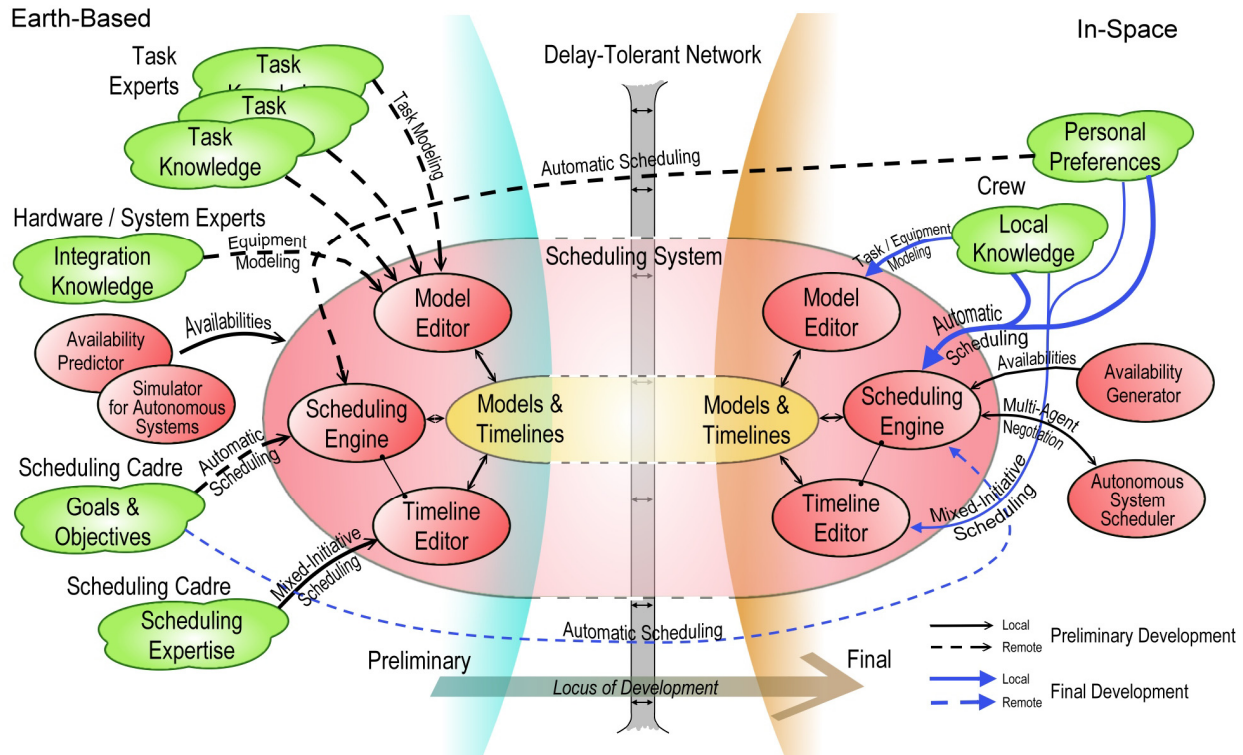 Earth-Based
In-Space
Delay-Tolerant Network
Task
Experts
Task
Task
Task
Knowledge
Task Modeling
Automatic Scheduling
Personal
Preferences
Crew
Local
Knowledge
Hardware / System Experts
Integration
Knowledge
Equipment
Modeling
Scheduling System
Task / Equipment
Modeling
Model
Editor
Model
Editor
Availabilities
Availability
Predictor
Simulator
for Autonomous
Systems
Automatic
Scheduling
Availabilities
Availability
Generator
Scheduling
Engine
Models &
Timelines
Models &
Timelines
Scheduling
Engine
Multi-Agent
Negotation
Autonomous
System
Scheduler
Automatic
Scheduling
Scheduling Cadre
Goals &
Objectives
Timeline
Editor
Timeline
Editor
Mixed-Initiative
Scheduling
Mixed-Initiative
Scheduling
Scheduling Cadre
Scheduling
Expertise
Automatic Scheduling
Preliminary
Final
Locus of Development
Local
Remote
Preliminary Development
Local
Remote
Final Development